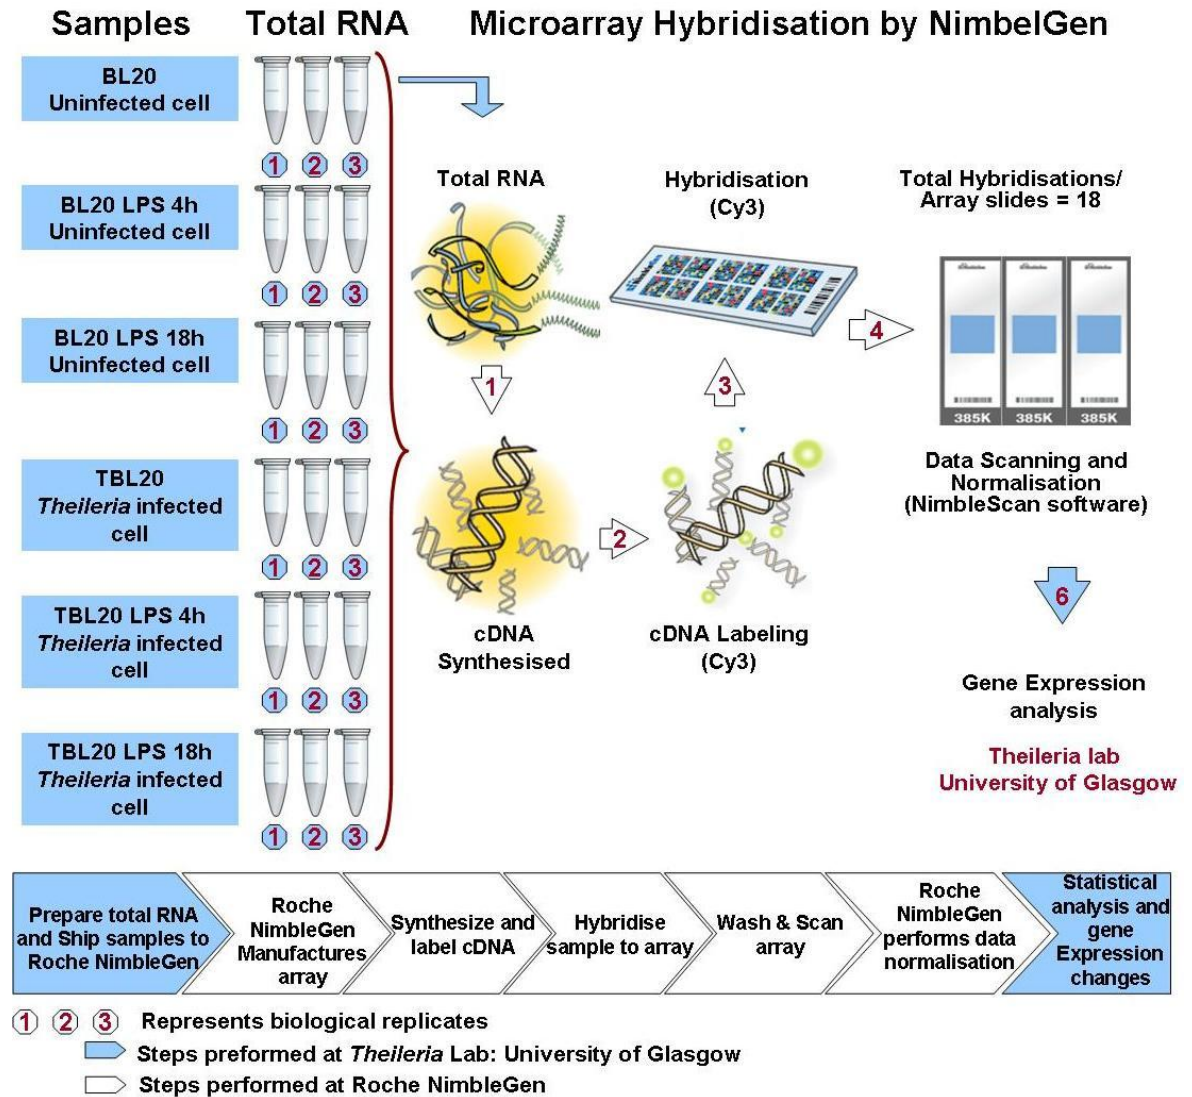 Samples
Total RNA
Microarray Hybridisation by NimbelGen
BL20
Uninfected cell
1 2 3
BL20 LPS 4h
Uninfected cell
1 2 3
BL20 LPS 18h
Uninfected cell
1 2 3
TBL20
Theileria infected
cell
1 2 3
TBL20 LPS 4h
Theileria infected
cell
1 2 3
TBL20 LPS 18h
Theileria infected
cell
1 2 3
Total RNA
1
cDNA
Synthesised
2
cDNA Labeling
(Cy3)
3
Hybridisation
(Cy3)
4
Total Hybridisations/
Array slides = 18
385K 385K 385K
Data Scanning and
Normalisation
(NimbleScan software)
6
Gene Expression
analysis
Theileria lab
University of Glasgow
Prepare total RNA
and Ship samples to
Roche NimbleGen
Roche
NimbleGen
Manufactures
array
Synthesize and
label cDNA
Hybridise
sample to array
Wash & Scan
array
Roche
NimbleGen
performs data
normalisation
Statistical
analysis and
gene
Expression
changes
1 2 3 Represents biological replicates
Steps preformed at Theileria Lab: University of Glasgow
Steps performed at Roche NimbleGen